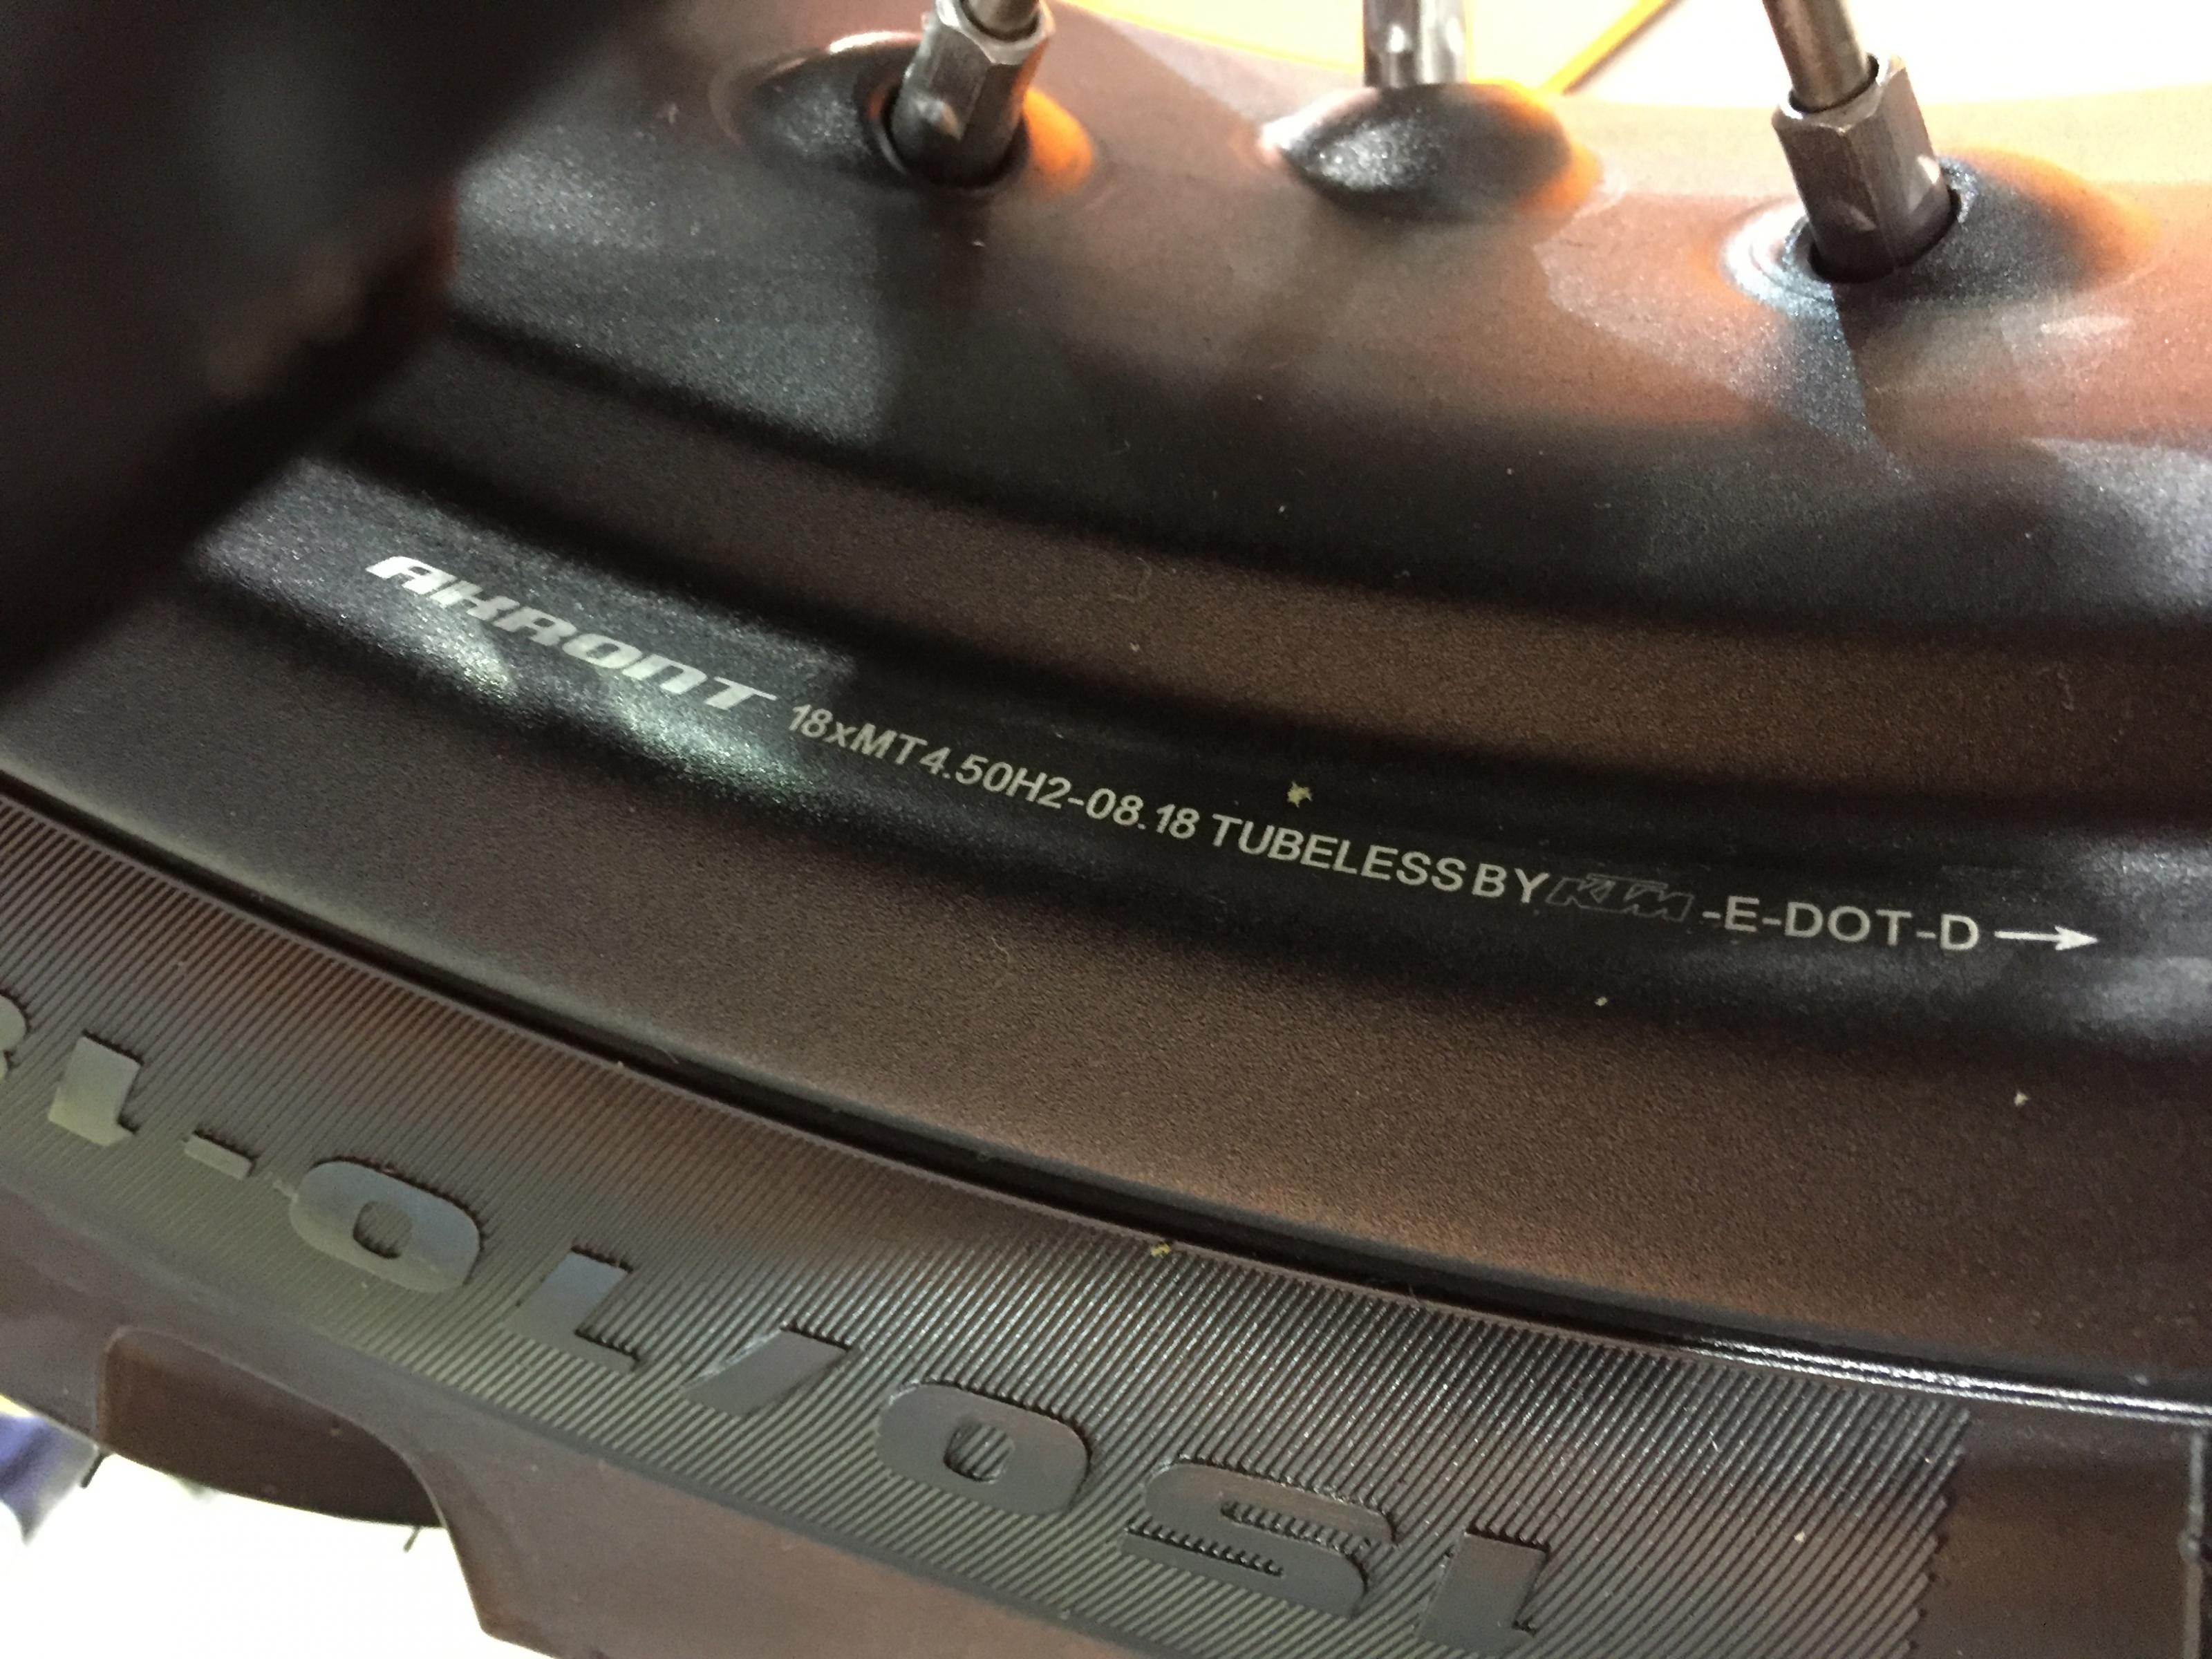 AKRONT 18xMT4.50H2-08.18 TUBELESS BY KTM -E-DOT-D
150/70-18